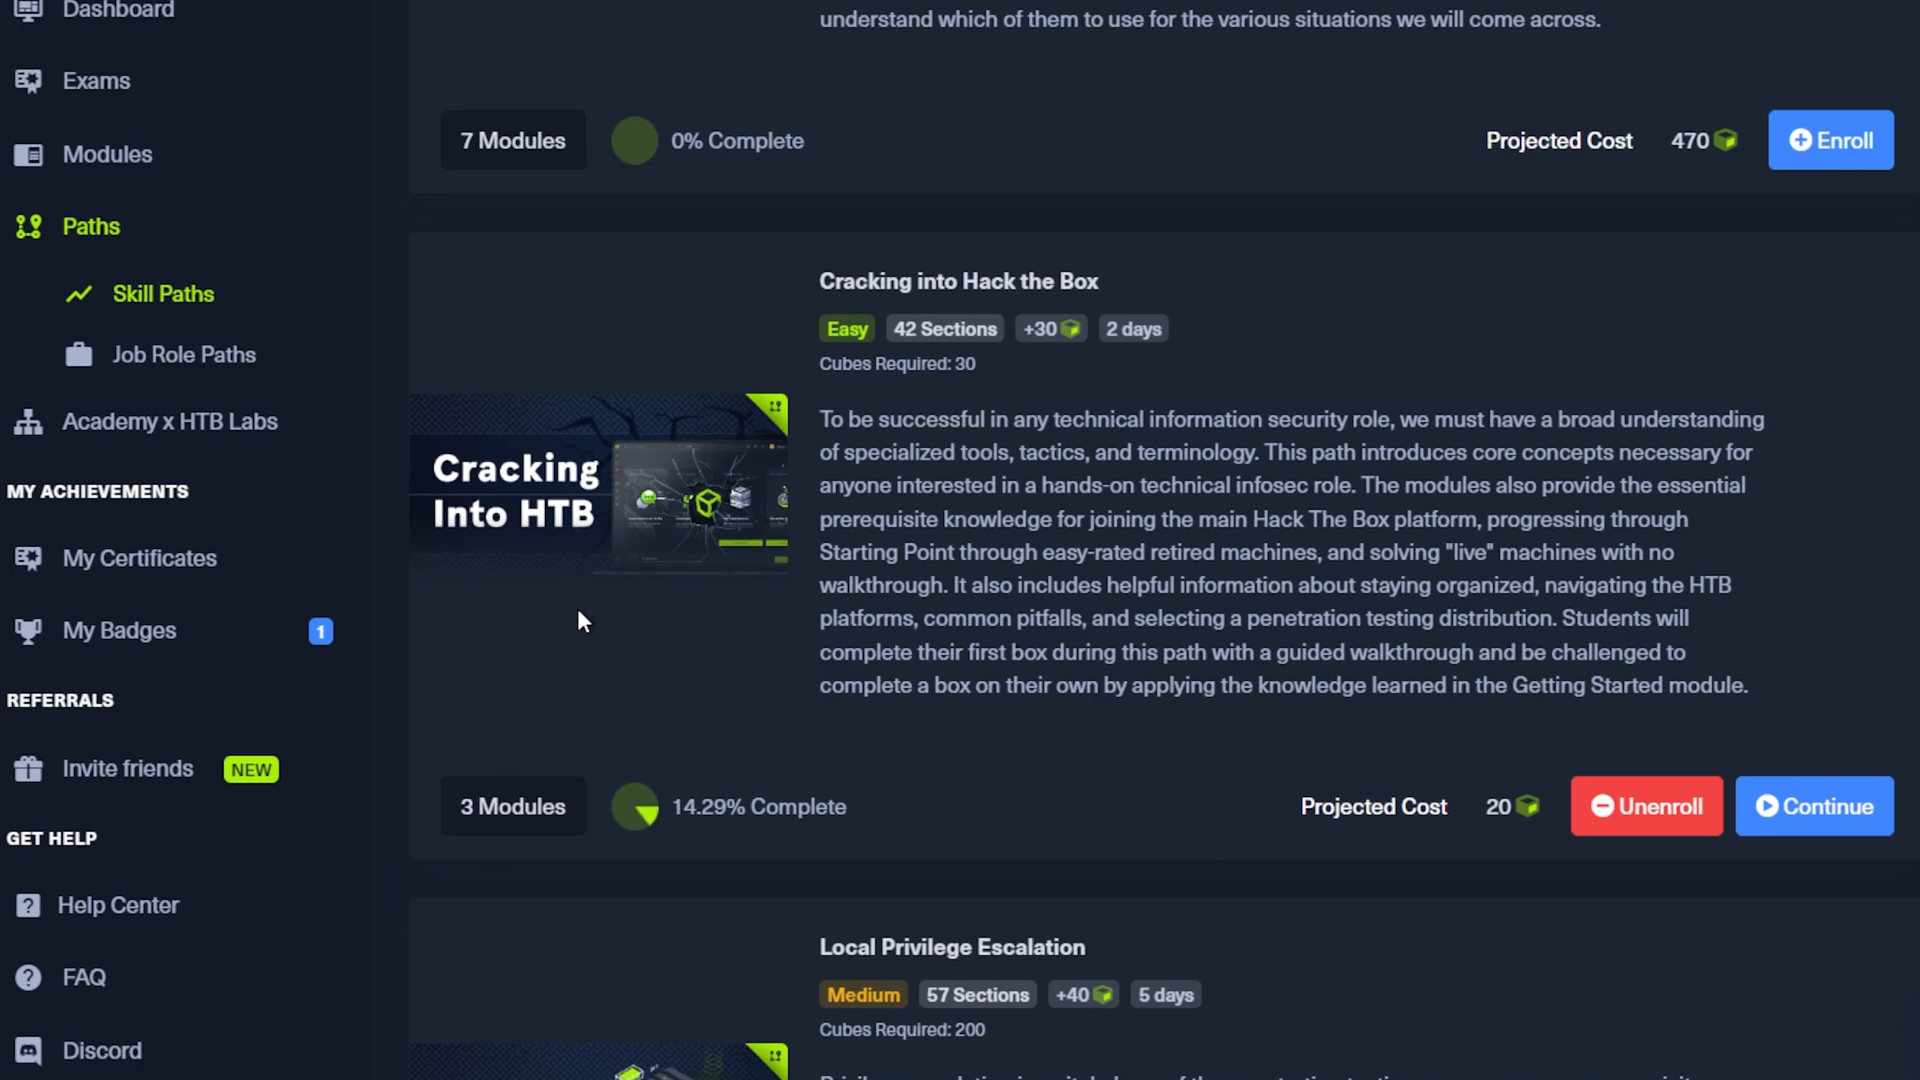 Dashboard
Exams
Modules
Paths
Skill Paths
Job Role Paths
Academy x HTB Labs
MY ACHIEVEMENTS
My Certificates
My Badges
1
REFERRALS
Invite friends NEW
GET HELP
Help Center
FAQ
Discord
understand which of them to use for the various situations we will come across.
7 Modules
0% Complete
Projected Cost 470
Enroll
Cracking
Into HTB
Cracking into Hack the Box
Easy 42 Sections +30 2 days
Cubes Required: 30
To be successful in any technical information security role, we must have a broad understanding
of specialized tools, tactics, and terminology. This path introduces core concepts necessary for
anyone interested in a hands-on technical infosec role. The modules also provide the essential
prerequisite knowledge for joining the main Hack The Box platform, progressing through
Starting Point through easy-rated retired machines, and solving "live" machines with no
walkthrough. It also includes helpful information about staying organized, navigating the HTB
platforms, common pitfalls, and selecting a penetration testing distribution. Students will
complete their first box during this path with a guided walkthrough and be challenged to
complete a box on their own by applying the knowledge learned in the Getting Started module.
3 Modules
14.29% Complete
Projected Cost 20
Unenroll
Continue
Local Privilege Escalation
Medium 57 Sections +40 5 days
Cubes Required: 200